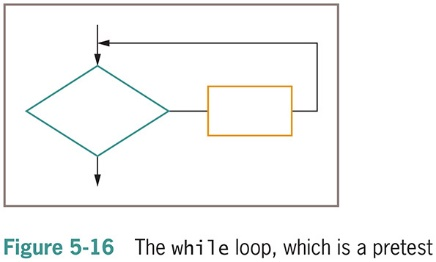 Figure 5-16 The while loop, which is a pretest